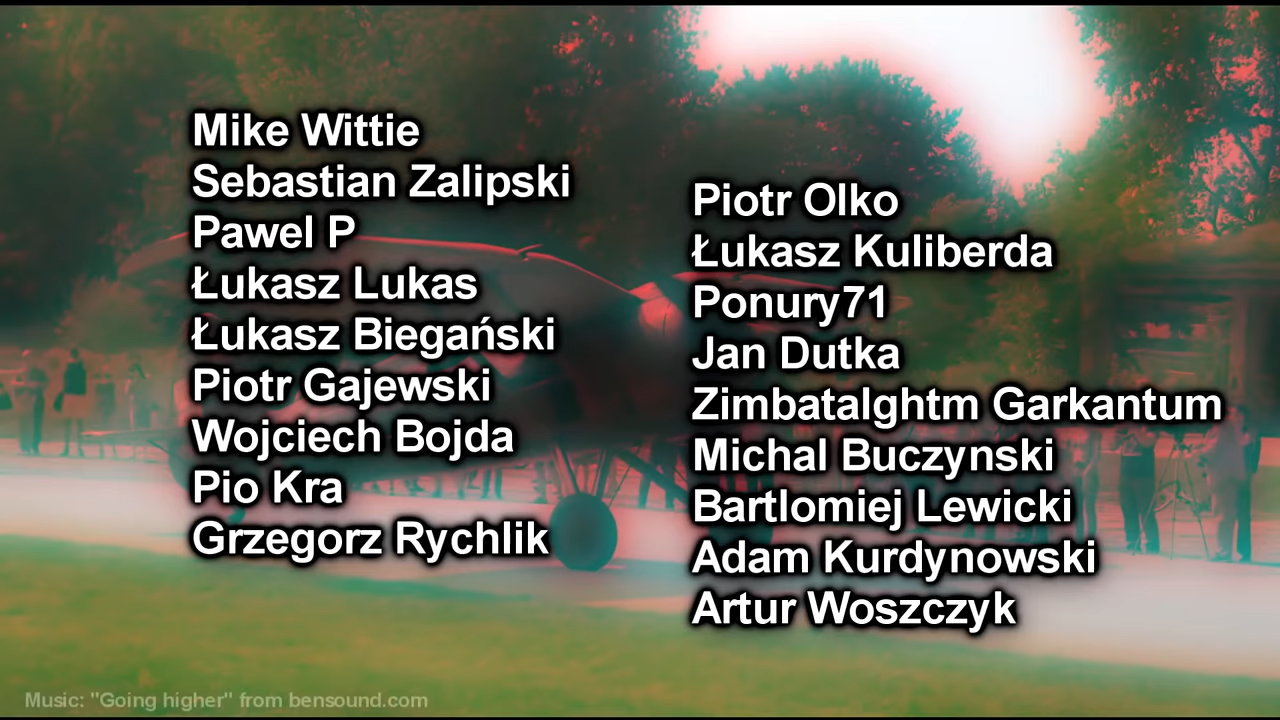 Mike Wittie
Sebastian Zalipski
Pawel P
Łukasz Lukas
Łukasz Biegański
Piotr Gajewski
Wojciech Bojda
Pio Kra
Grzegorz Rychlik
Piotr Olko
Łukasz Kuliberda
Ponury71
Jan Dutka
Zimbatalghtm Garkantum
Michal Buczynski
Bartlomiej Lewicki
Adam Kurdynowski
Artur Woszczyk
Music: "Going higher" from bensound.com